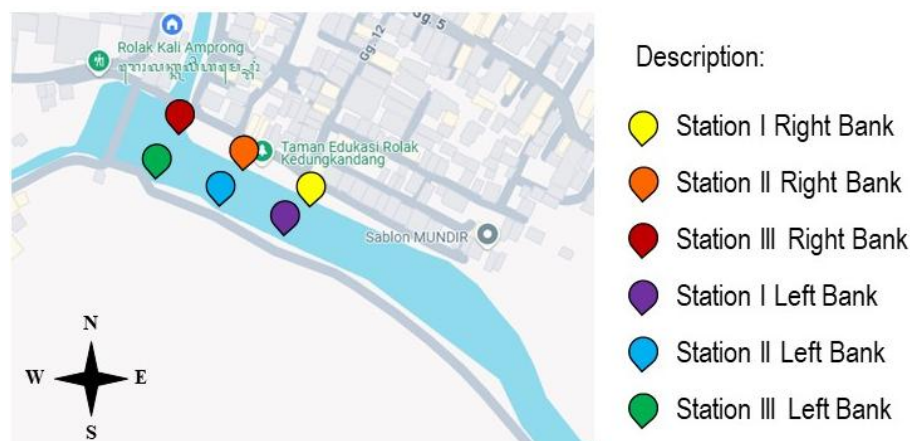 Gg. 5
Gg. 12
Rolak Kali Amprong
Taman Edukasi Rolak
Kedungkandang
Sablon MUNDIR
N
W
E
S
Description:
Station I Right Bank
Station II Right Bank
Station III Right Bank
Station I Left Bank
Station II Left Bank
Station III Left Bank